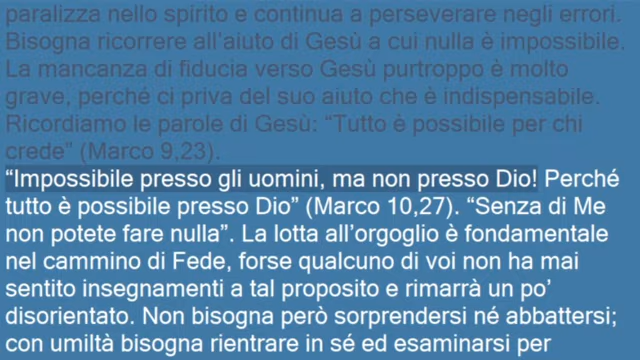 paralizza nello spirito e continua a perseverare negli errori.
Bisogna ricorrere all’aiuto di Gesù a cui nulla è impossibile.
La mancanza di fiducia verso Gesù purtroppo è molto
grave, perché ci priva del suo aiuto che è indispensabile.
Ricordiamo le parole di Gesù: “Tutto è possibile per chi
crede” (Marco 9,23).
“Impossibile presso gli uomini, ma non presso Dio! Perché
tutto è possibile presso Dio” (Marco 10,27). “Senza di Me
non potete fare nulla”. La lotta all’orgoglio è fondamentale
nel cammino di Fede, forse qualcuno di voi non ha mai
sentito insegnamenti a tal proposito e rimarrà un po’
disorientato. Non bisogna però sorprendersi né abbattersi;
con umiltà bisogna rientrare in sé ed esaminarsi per